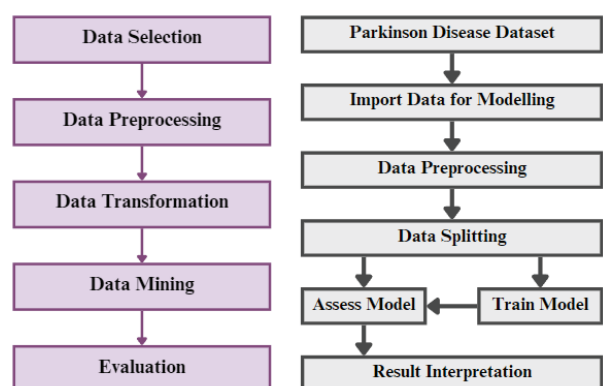 Data Selection
Data Preprocessing
Data Transformation
Data Mining
Evaluation
Parkinson Disease Dataset
Import Data for Modelling
Data Preprocessing
Data Splitting
Assess Model
Train Model
Result Interpretation